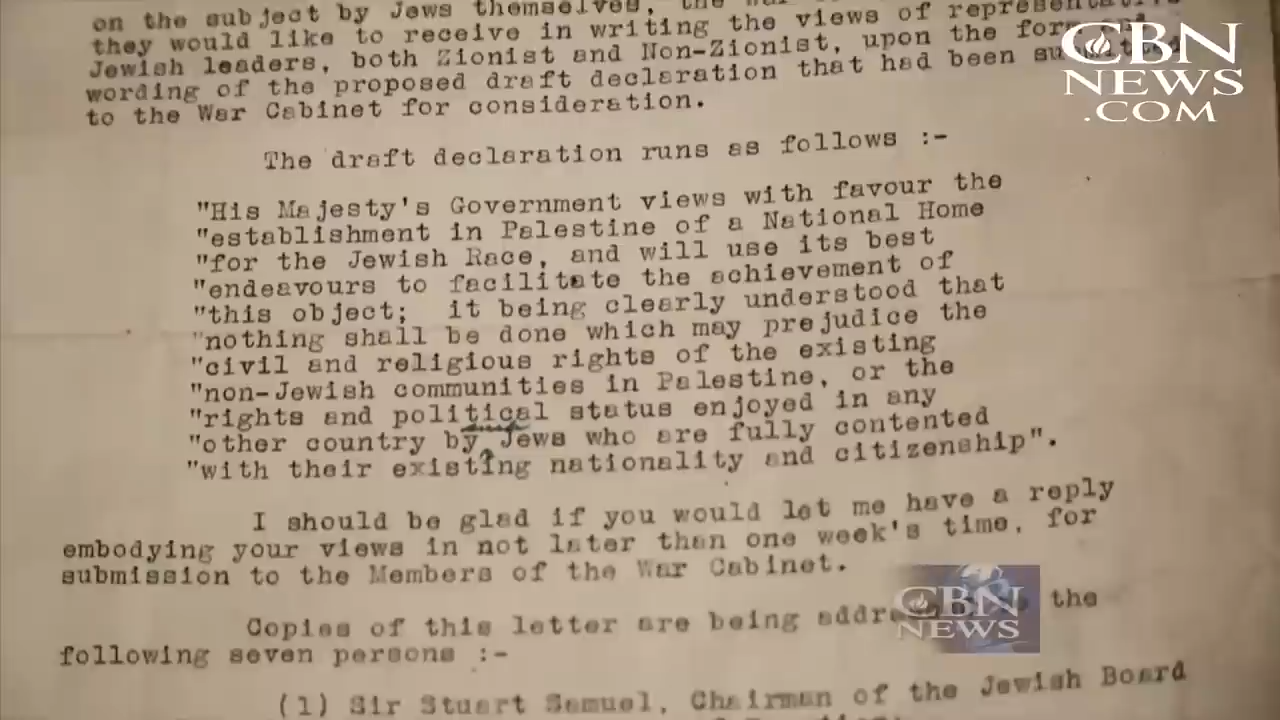 on the subject by Jews themselves, the War
they would like to receive in writing the views of representative
Jewish leaders, both Zionist and Non-Zionist, upon the form and
wording of the proposed draft declaration that had been submitted
to the War Cabinet for consideration.
The draft declaration runs as follows :-
"His Majesty's Government views with favour the
"establishment in Palestine of a National Home
"for the Jewish Race, and will use its best
"endeavours to facilitate the achievement of
"this object; it being clearly understood that
"nothing shall be done which may prejudice the
"civil and religious rights of the existing
"non-Jewish communities in Palestine, or the
"rights and political status enjoyed in any
such
"other country by Jews who are fully contented
"with their existing nationality and citizenship".
I should be glad if you would let me have a reply
embodying your views in not later than one week's time, for
submission to the Members of the War Cabinet.
Copies of this letter are being addressed to the
following seven persons :-
(1) Sir Stuart Samuel, Chairman of the Jewish Board
CBN
NEWS
.COM
CBN
NEWS